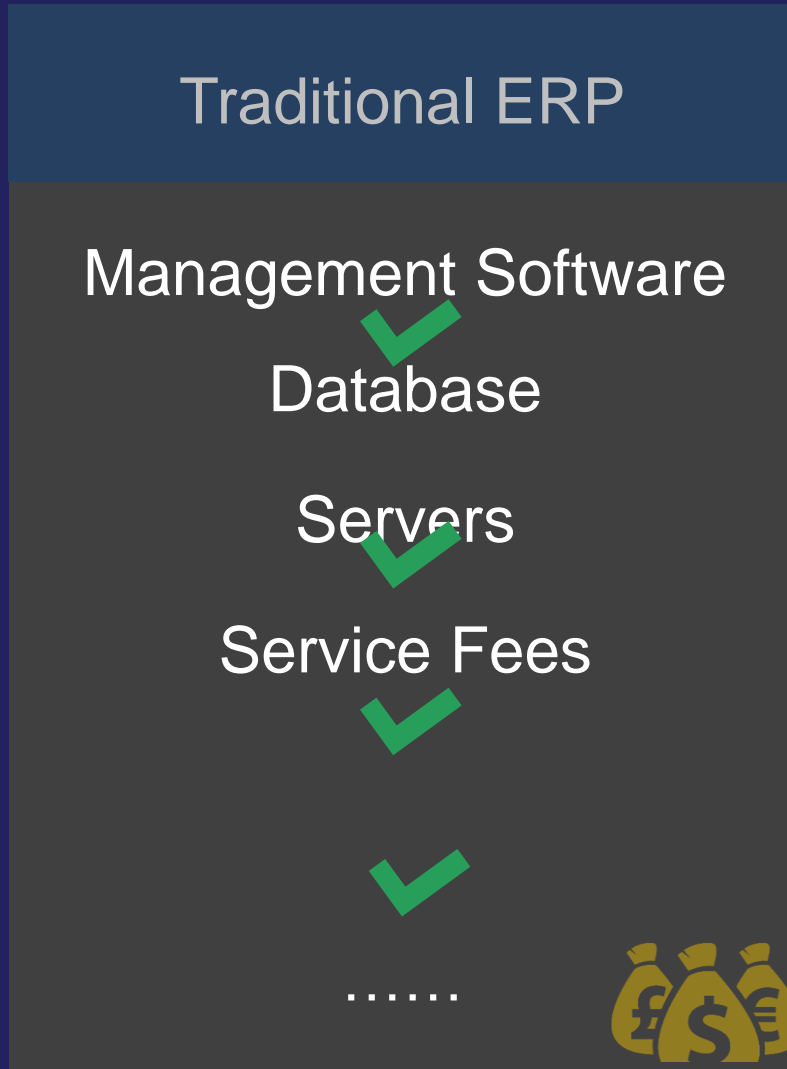 Traditional ERP
Management Software
Database
Servers
Service Fees
......
£ $ €